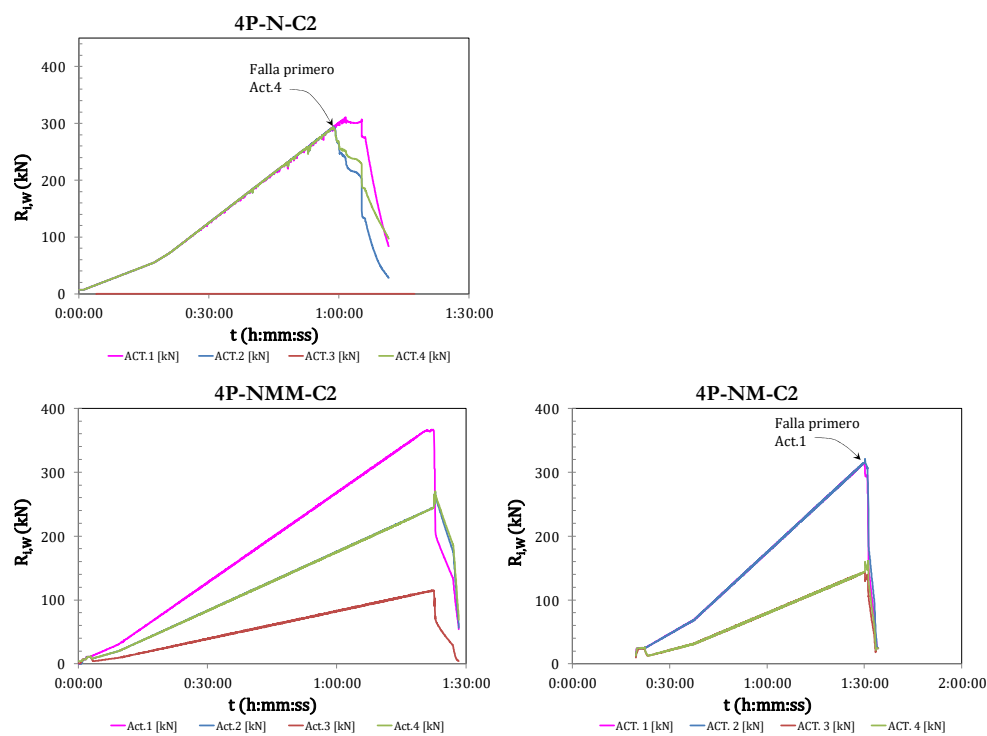 4P-N-C2
400
300
200
100
0
R_i,w (kN)
Falla primero
Act.4
0:00:00 0:30:00 1:00:00 1:30:00
t (h:mm:ss)
ACT.1 [kN] ACT.2 [kN] ACT.3 [kN] ACT.4 [kN]
4P-NMM-C2
400
300
200
100
0
R_i,w (kN)
0:00:00 0:30:00 1:00:00 1:30:00
t (h:mm:ss)
Act.1 [kN] Act.2 [kN] Act.3 [kN] Act.4 [kN]
4P-NM-C2
400
300
200
100
0
R_i,w (kN)
Falla primero
Act.1
0:00:00 0:30:00 1:00:00 1:30:00 2:00:00
t (h:mm:ss)
ACT. 1 [kN] ACT. 2 [kN] ACT. 3 [kN] ACT. 4 [kN]